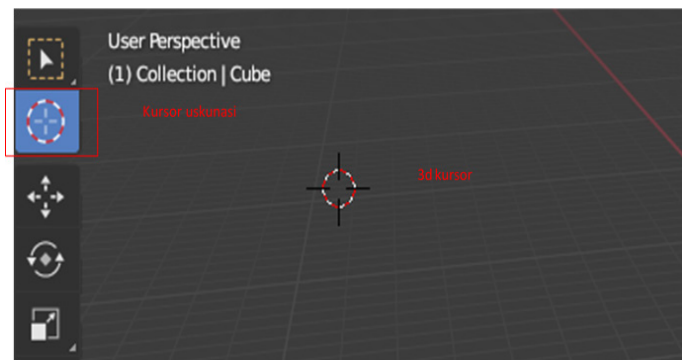 User Perspective
(1) Collection | Cube
Kursor uskunasi
3d kursor